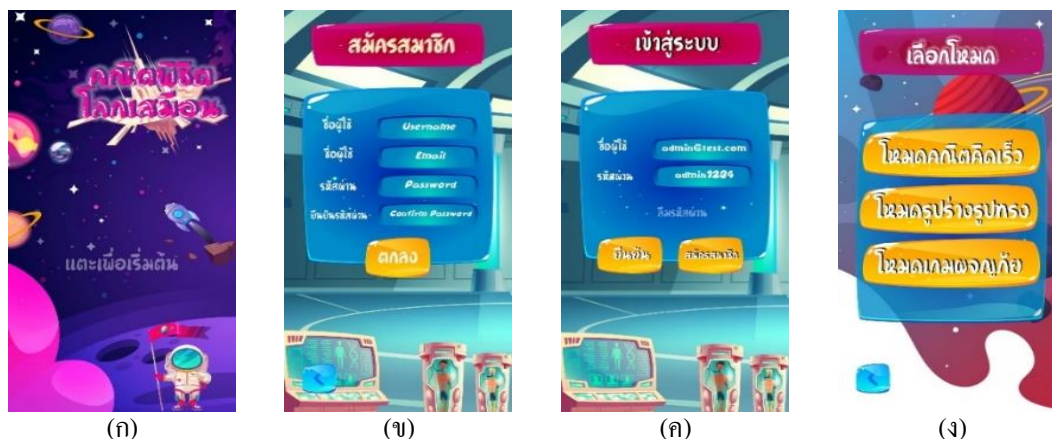 คณิตพิชิต
โลกเสมือน
แตะเพื่อเริ่มต้น
(ก)
สมัครสมาชิก
ชื่อผู้ใช้ Username
ชื่อผู้ใช้ Email
รหัสผ่าน Password
ยืนยันรหัสผ่าน Confirm Password
ตกลง
(ข)
เข้าสู่ระบบ
ชื่อผู้ใช้ admin@test.com
รหัสผ่าน admin1234
ลืมรหัสผ่าน
ยืนยัน สมัครสมาชิก
(ค)
เลือกโหมด
โหมดคณิตคิดเร็ว
โหมดรูปร่างรูปทรง
โหมดเกมผจญภัย
(ง)